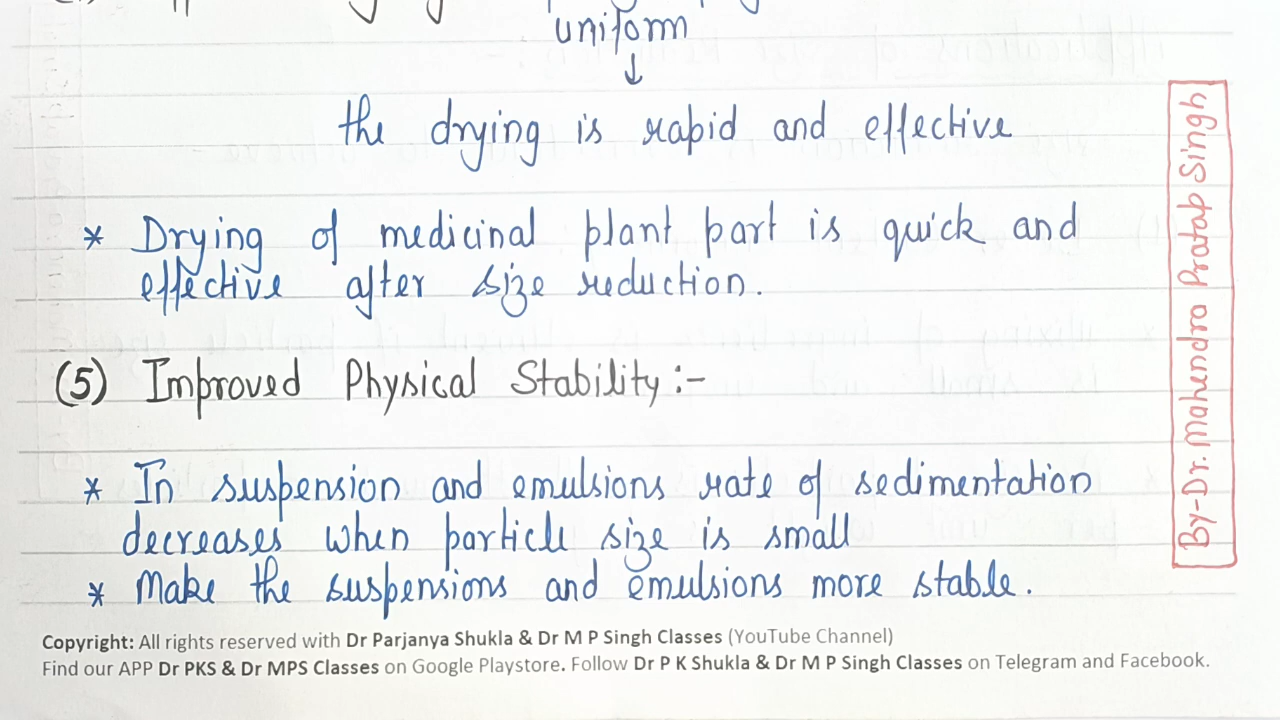 uniform
↓
the drying is rapid and effective
* Drying of medicinal plant part is quick and
effective after size reduction.
(5) Improved Physical Stability:-
* In suspension and emulsions rate of sedimentation
decreases when particle size is small
* Make the suspensions and emulsions more stable.
By-Dr. Mahendra Pratap Singh
Copyright: All rights reserved with Dr Parjanya Shukla & Dr M P Singh Classes (YouTube Channel)
Find our APP Dr PKS & Dr MPS Classes on Google Playstore. Follow Dr P K Shukla & Dr M P Singh Classes on Telegram and Facebook.